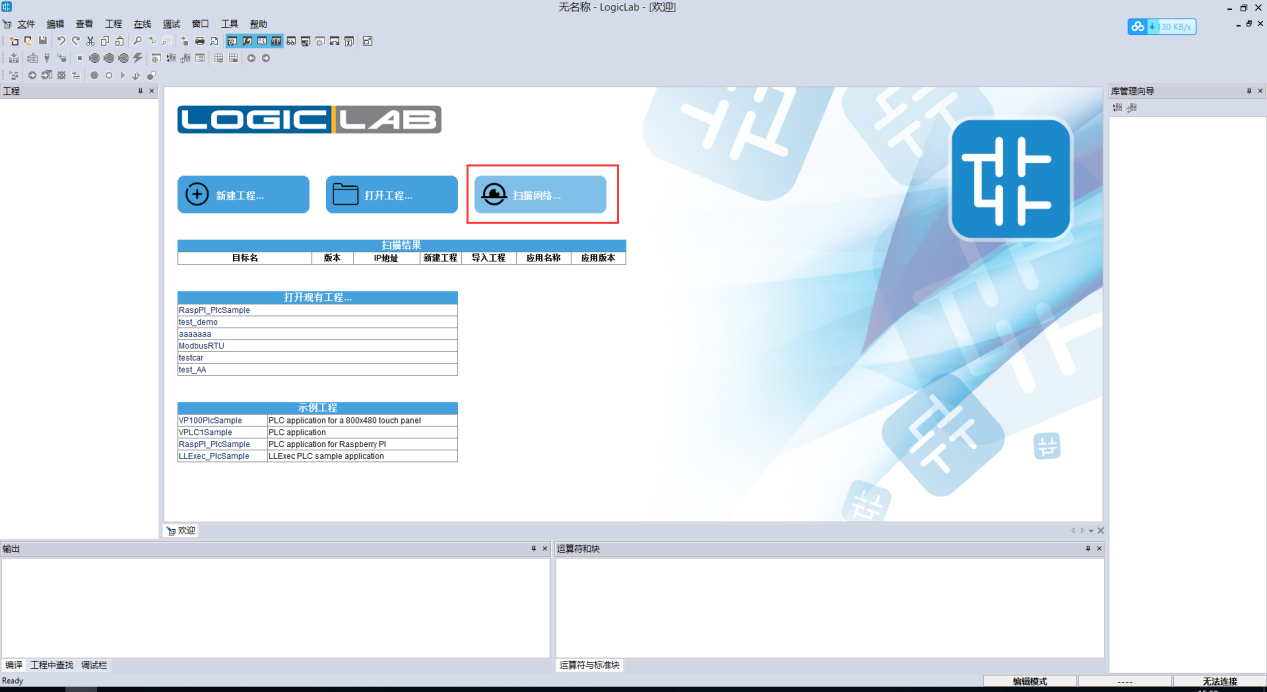 无名称 - LogicLab - [欢迎]
文件 编辑 查看 工程 在线 调试 窗口 工具 帮助
130 KB/s
工程
库管理向导
LOGIC LAB
新建工程... 打开工程... 扫描网络...
扫描结果
目标名 版本 IP地址 新建工程 导入工程 应用名称 应用版本
打开现有工程...
RaspPI_PlcSample
test_demo
aaaaaaa
ModbusRTU
testcar
test_AA
示例工程
VP100PlcSample PLC application for a 800x480 touch panel
VPLC1Sample PLC application
RaspPI_PlcSample PLC application for Raspberry PI
LLExec_PlcSample LLExec PLC sample application
欢迎
输出
运算符和块
编译 工程中查找 调试栏
运算符与标准块
Ready
编辑模式 ---- 无法连接